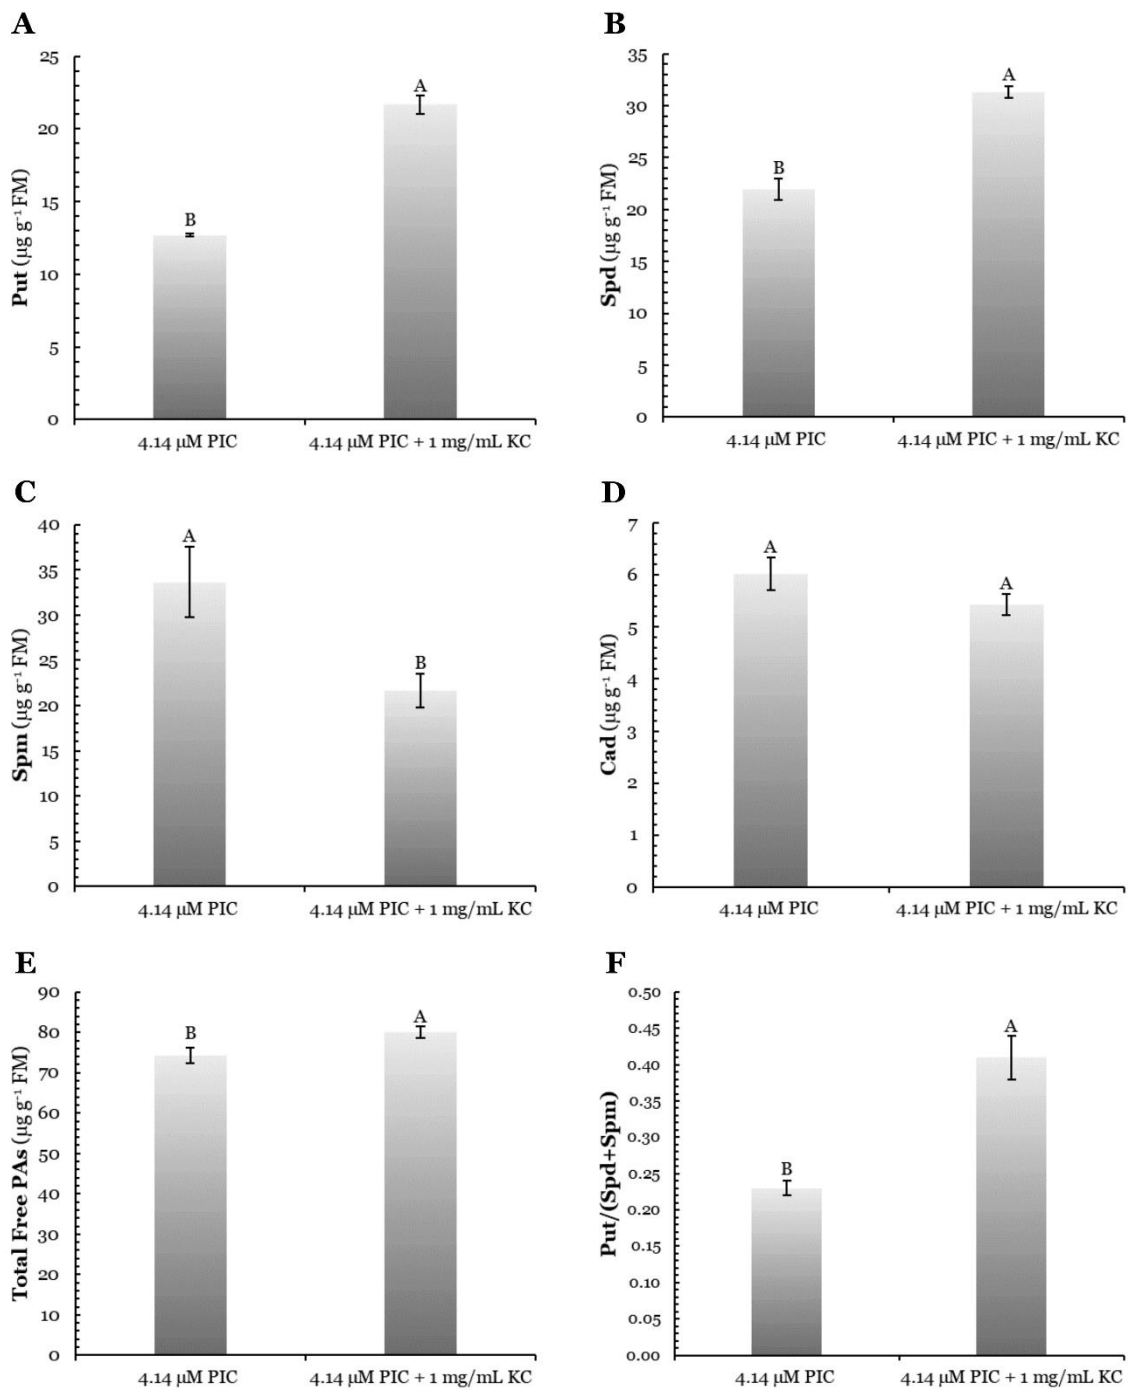 A
Put (µg g⁻¹ FM)
25
20
15
10
5
0
B
A
4.14 µM PIC
4.14 µM PIC + 1 mg/mL KC
B
Spd (µg g⁻¹ FM)
35
30
25
20
15
10
5
0
B
A
4.14 µM PIC
4.14 µM PIC + 1 mg/mL KC
C
Spm (µg g⁻¹ FM)
40
35
30
25
20
15
10
5
0
A
B
4.14 µM PIC
4.14 µM PIC + 1 mg/mL KC
D
Cad (µg g⁻¹ FM)
7
6
5
4
3
2
1
0
A
A
4.14 µM PIC
4.14 µM PIC + 1 mg/mL KC
E
Total Free PAs (µg g⁻¹ FM)
90
80
70
60
50
40
30
20
10
0
B
A
4.14 µM PIC
4.14 µM PIC + 1 mg/mL KC
F
Put/(Spd+Spm)
0.50
0.45
0.40
0.35
0.30
0.25
0.20
0.15
0.10
0.05
0.00
B
A
4.14 µM PIC
4.14 µM PIC + 1 mg/mL KC